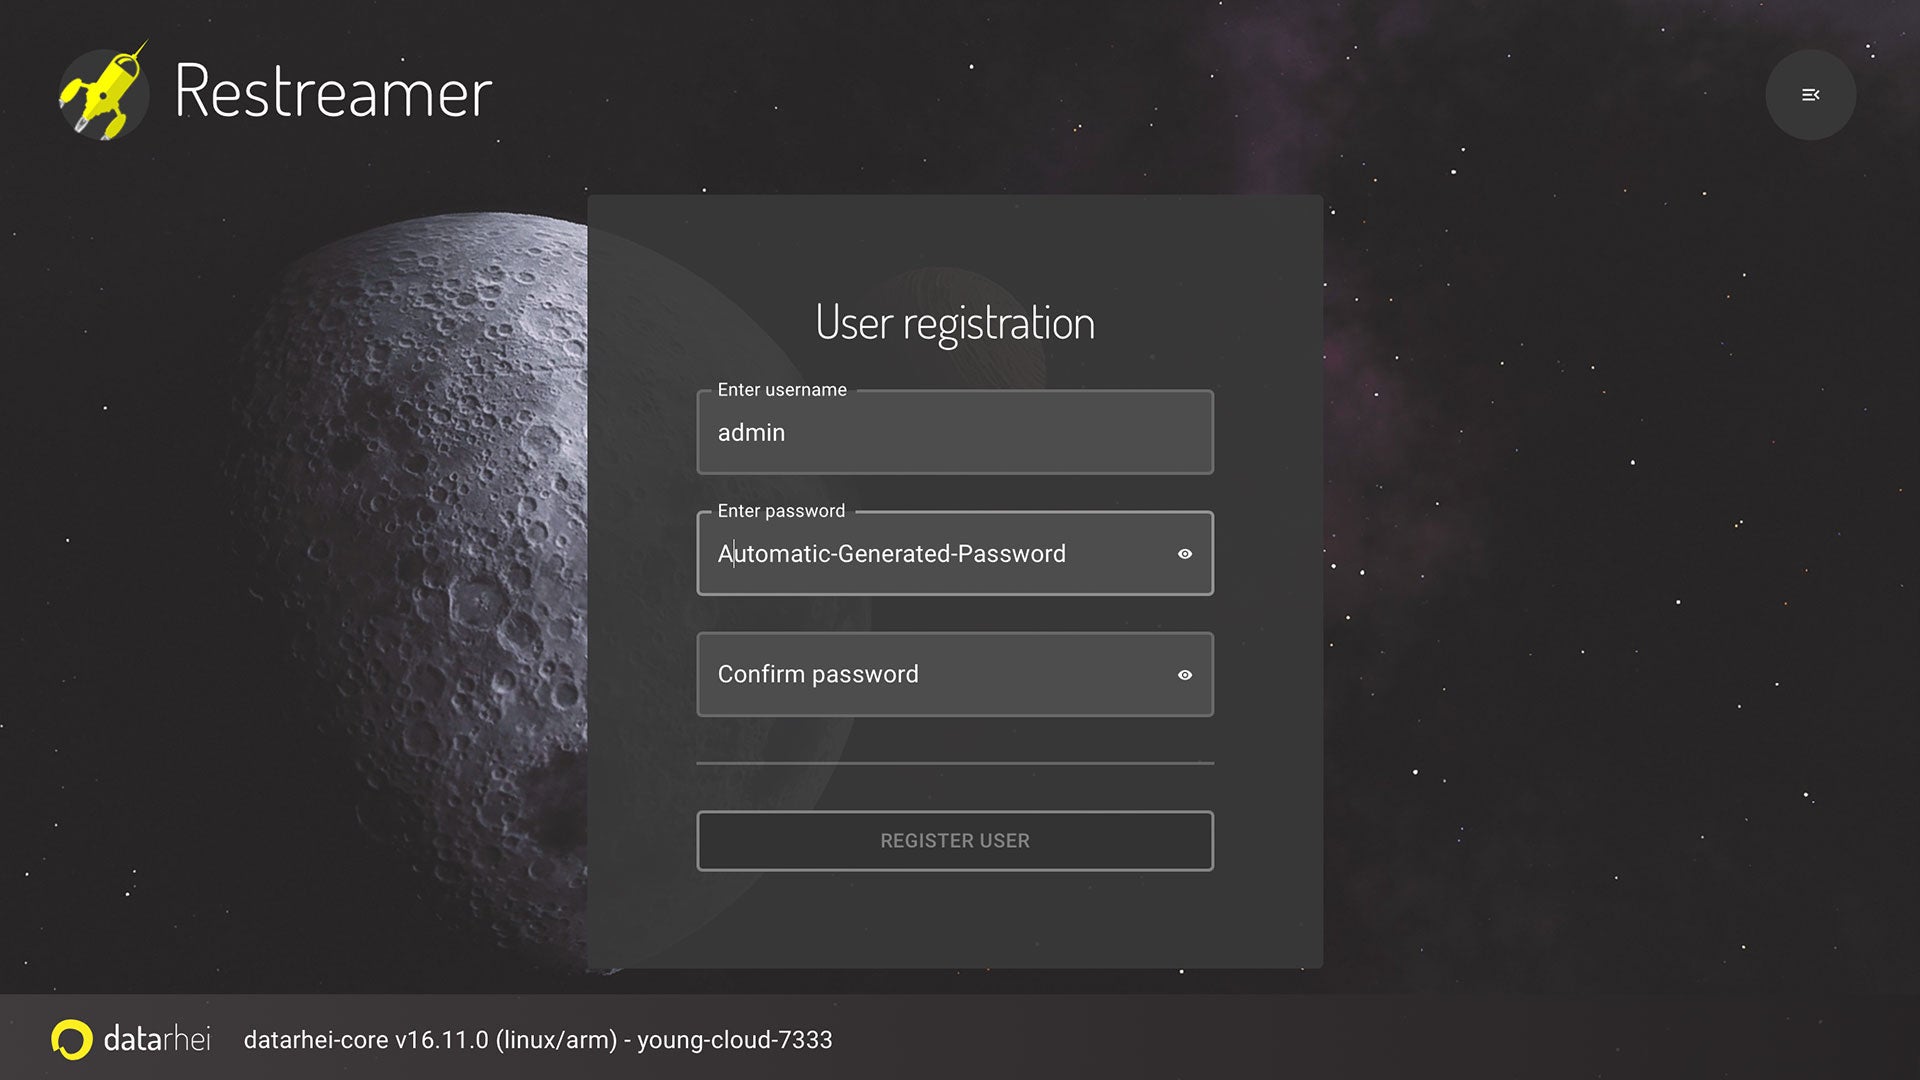 Restreamer
User registration
Enter username
admin
Enter password
Automatic-Generated-Password
Confirm password
REGISTER USER
datarhei datarhei-core v16.11.0 (linux/arm) - young-cloud-7333